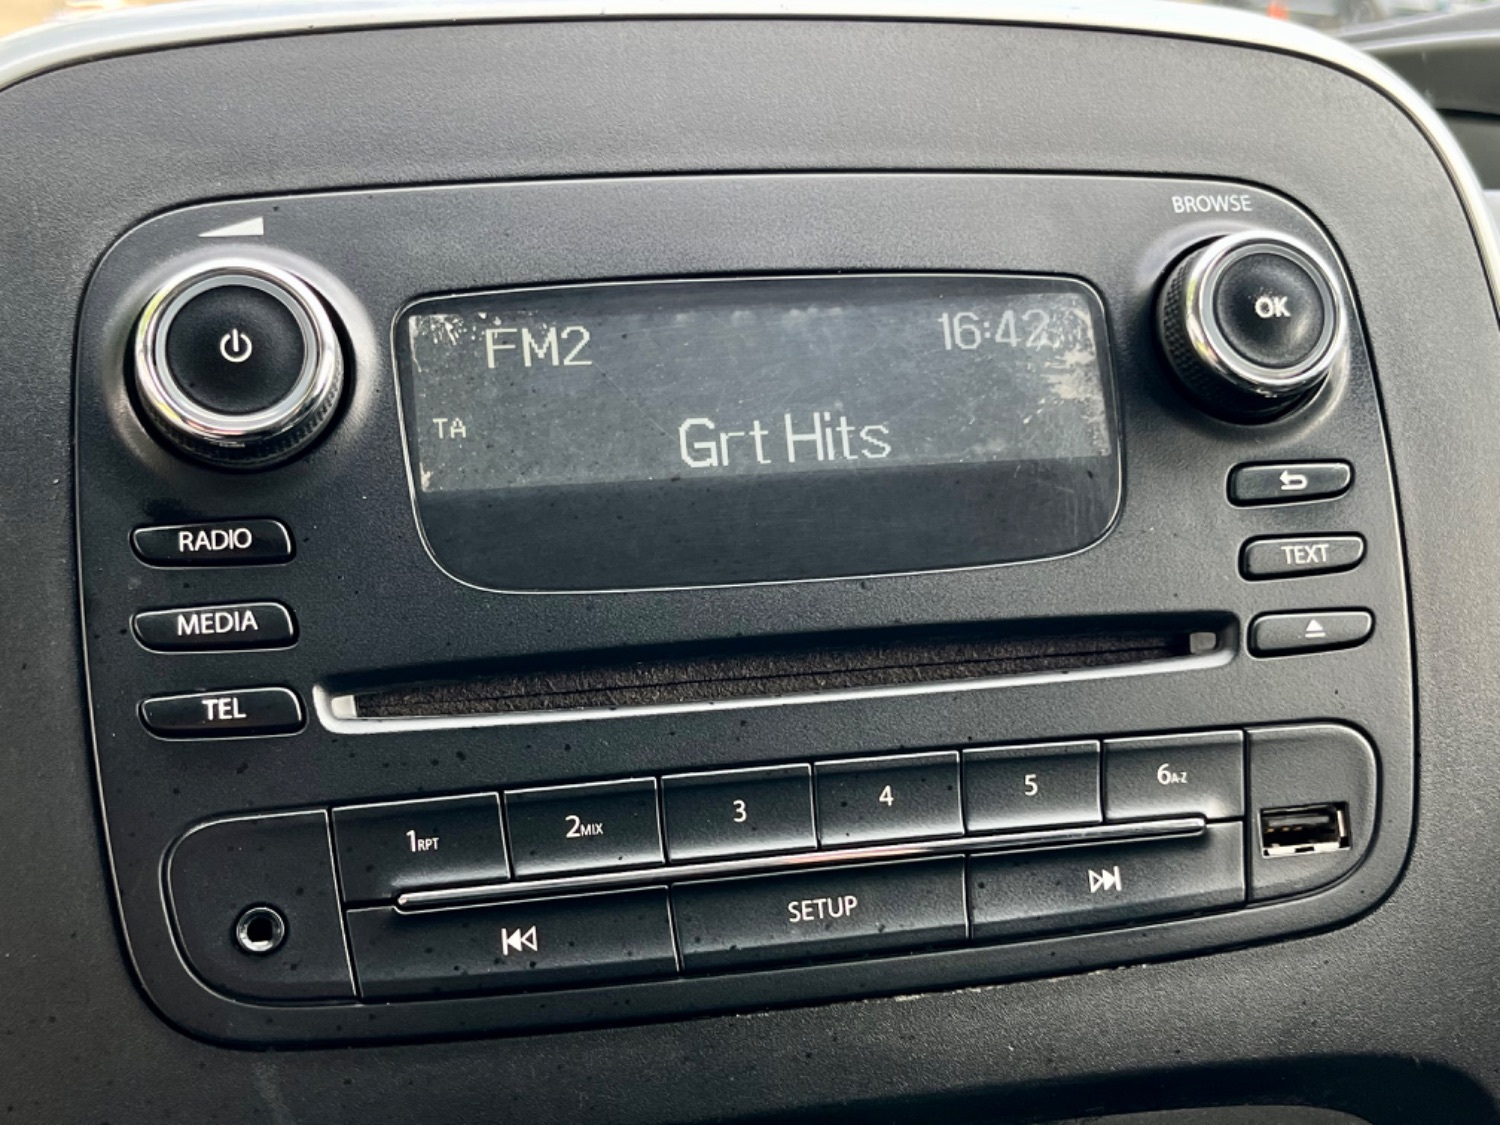 BROWSE
OK
FM2
16:42
TA
Grt Hits
RADIO
TEXT
MEDIA
TEL
1RPT
2MIX
3
4
5
6A-Z
SETUP